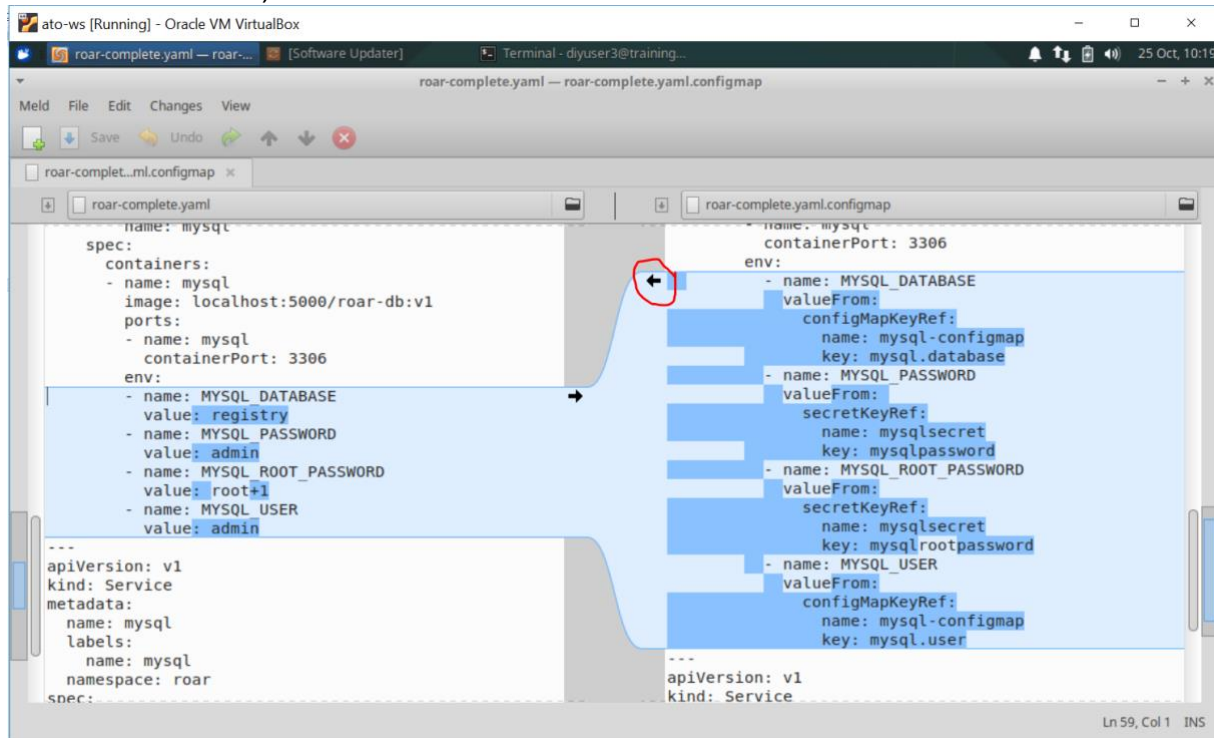 ato-ws [Running] - Oracle VM VirtualBox
roar-complete.yaml — roar-... [Software Updater] Terminal - diyuser3@training... 25 Oct, 10:19
roar-complete.yaml — roar-complete.yaml.configmap
Meld File Edit Changes View
Save Undo
roar-complet...ml.configmap ×
roar-complete.yaml
name: mysql
spec:
containers:
- name: mysql
image: localhost:5000/roar-db:v1
ports:
- name: mysql
containerPort: 3306
env:
- name: MYSQL_DATABASE
value: registry
- name: MYSQL_PASSWORD
value: admin
- name: MYSQL_ROOT_PASSWORD
value: root+1
- name: MYSQL_USER
value: admin
---
apiVersion: v1
kind: Service
metadata:
name: mysql
labels:
name: mysql
namespace: roar
spec:
roar-complete.yaml.configmap
- name: mysql
containerPort: 3306
env:
- name: MYSQL_DATABASE
valueFrom:
configMapKeyRef:
name: mysql-configmap
key: mysql.database
- name: MYSQL_PASSWORD
valueFrom:
secretKeyRef:
name: mysqlsecret
key: mysqlpassword
- name: MYSQL_ROOT_PASSWORD
valueFrom:
secretKeyRef:
name: mysqlsecret
key: mysqlrootpassword
- name: MYSQL_USER
valueFrom:
configMapKeyRef:
name: mysql-configmap
key: mysql.user
---
apiVersion: v1
kind: Service
Ln 59, Col 1 INS